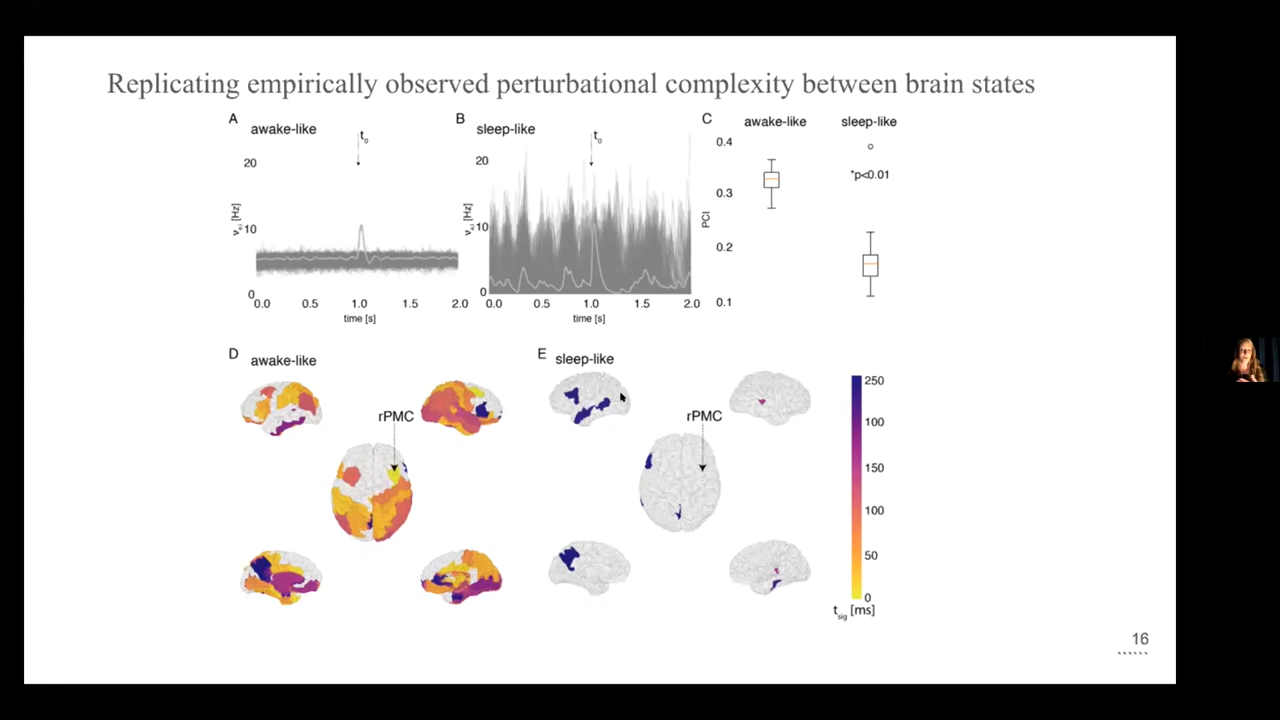 Replicating empirically observed perturbational complexity between brain states
A
awake-like
t0
20
10
0
νe,i [Hz]
0.0 0.5 1.0 1.5 2.0
time [s]
B
sleep-like
t0
20
10
0
[Hz]
0.0 0.5 1.0 1.5 2.0
time [s]
C
awake-like
sleep-like
*p<0.01
0.4
0.3
0.2
0.1
PCI
D
awake-like
rPMC
E
sleep-like
rPMC
250
100
150
100
50
0
tsig [ms]
16